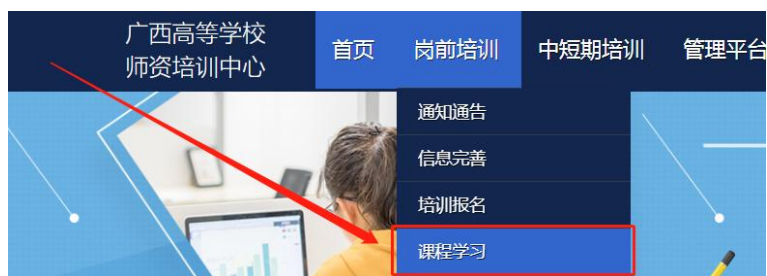 广西高等学校
师资培训中心
首页 岗前培训 中短期培训 管理平台
通知通告
信息完善
培训报名
课程学习